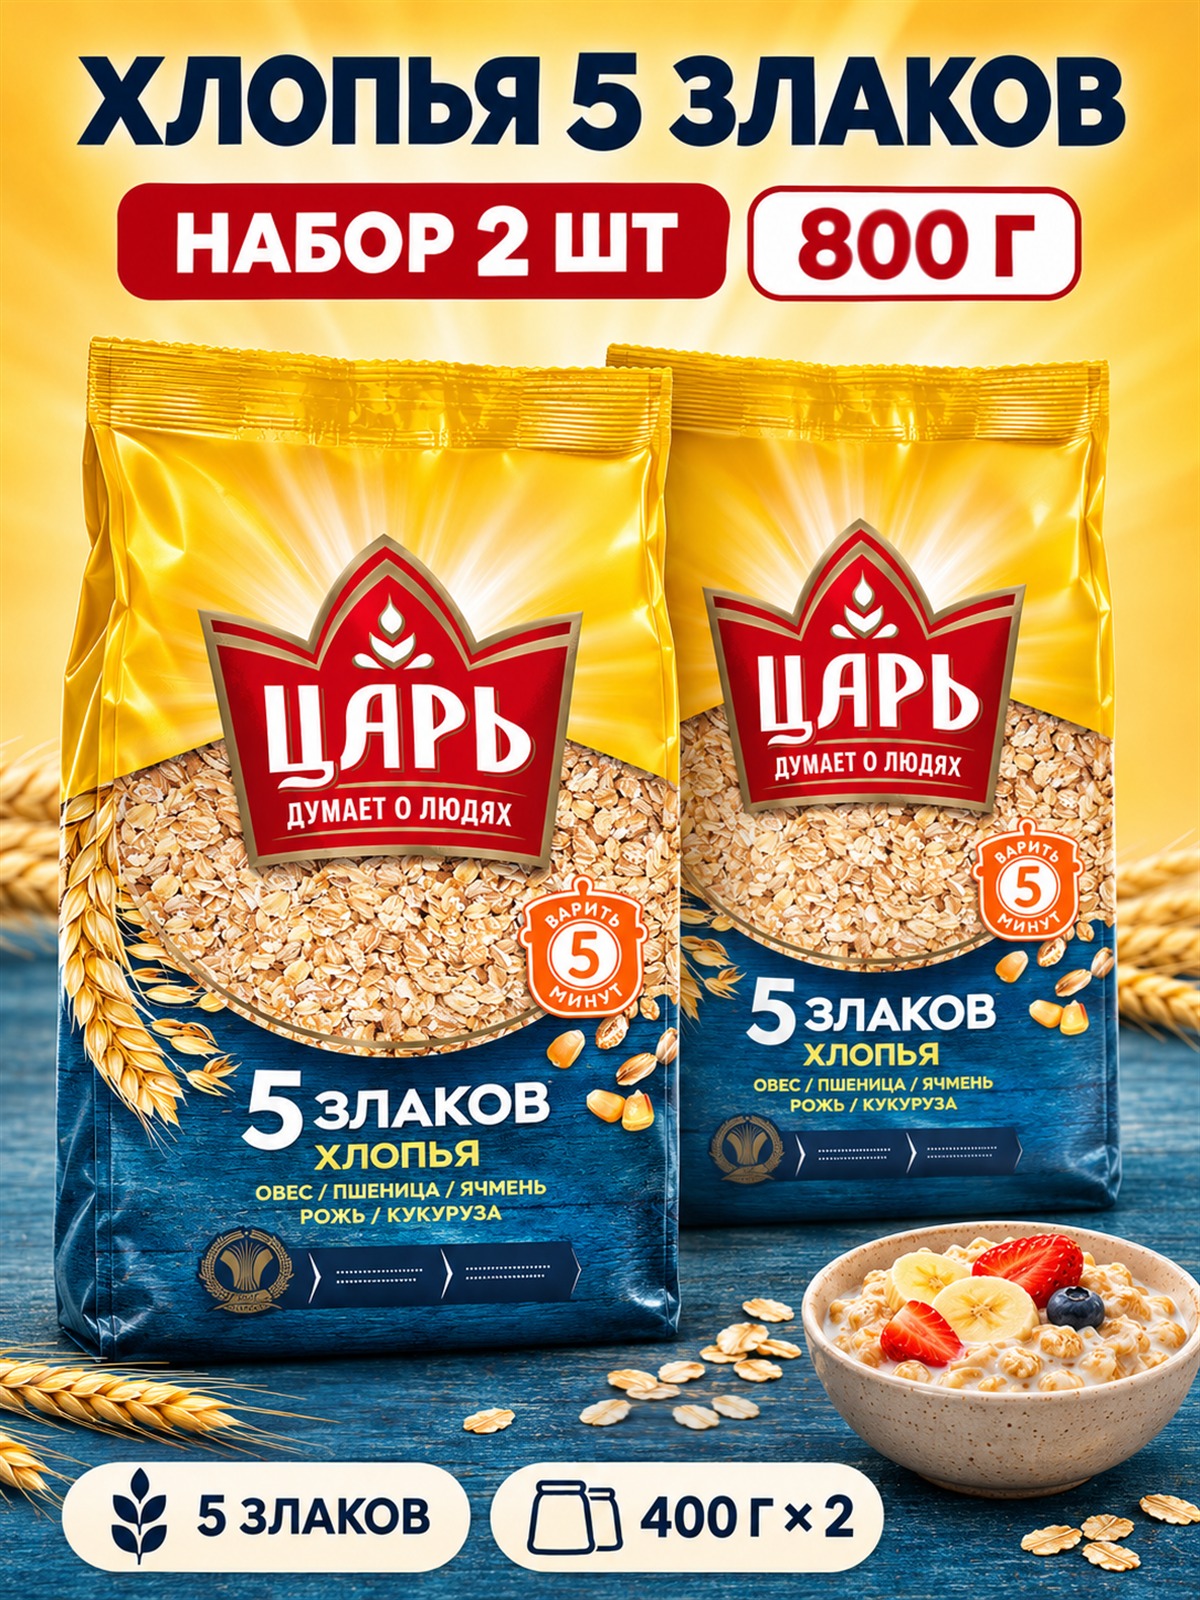 ХЛОПЬЯ 5 ЗЛАКОВ
НАБОР 2 ШТ
800 Г
ЦАРЬ
ДУМАЕТ О ЛЮДЯХ
ВАРИТЬ
5
МИНУТ
5 ЗЛАКОВ
ХЛОПЬЯ
ОВЕС / ПШЕНИЦА / ЯЧМЕНЬ
РОЖЬ / КУКУРУЗА
ЦАРЬ
ДУМАЕТ О ЛЮДЯХ
ВАРИТЬ
5
МИНУТ
5 ЗЛАКОВ
ХЛОПЬЯ
ОВЕС / ПШЕНИЦА / ЯЧМЕНЬ
РОЖЬ / КУКУРУЗА
5 ЗЛАКОВ
400 Г × 2